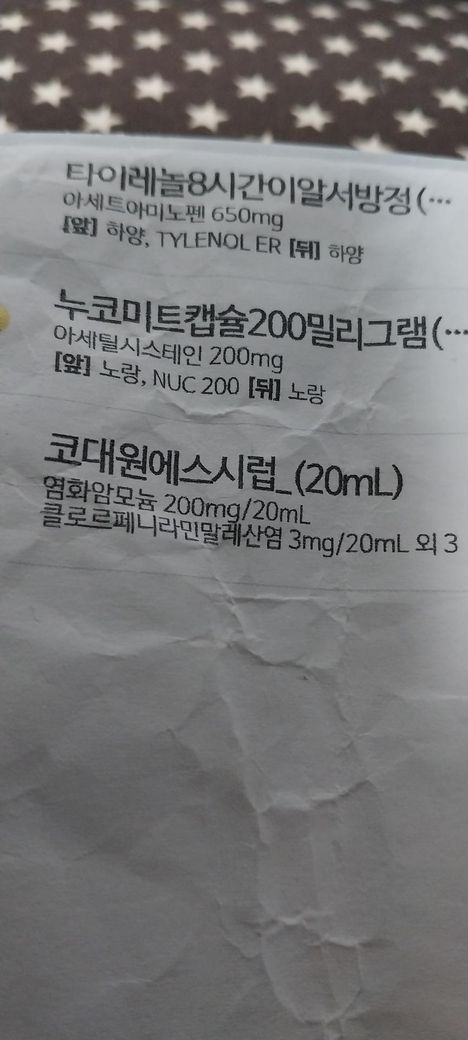 타이레놀8시간이알서방정(…
아세트아미노펜 650mg
[앞] 하양, TYLENOL ER [뒤] 하양
누코미트캡슐200밀리그램(…
아세틸시스테인 200mg
[앞] 노랑, NUC 200 [뒤] 노랑
코대원에스시럽_(20mL)
염화암모늄 200mg/20mL
클로르페니라민말레산염 3mg/20mL 외 3